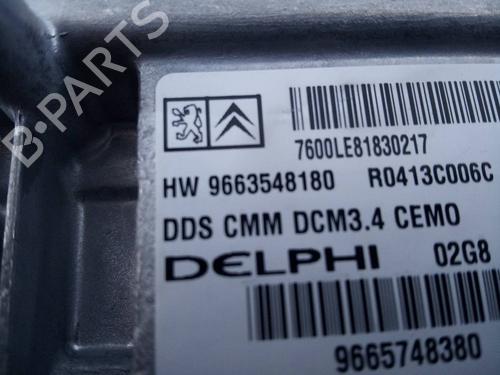 B-PARTS
7600LE81830217
HW 9663548180 R0413C006C
DDS CMM DCM3.4 CEMO
DELPHI 02G8
9665748380